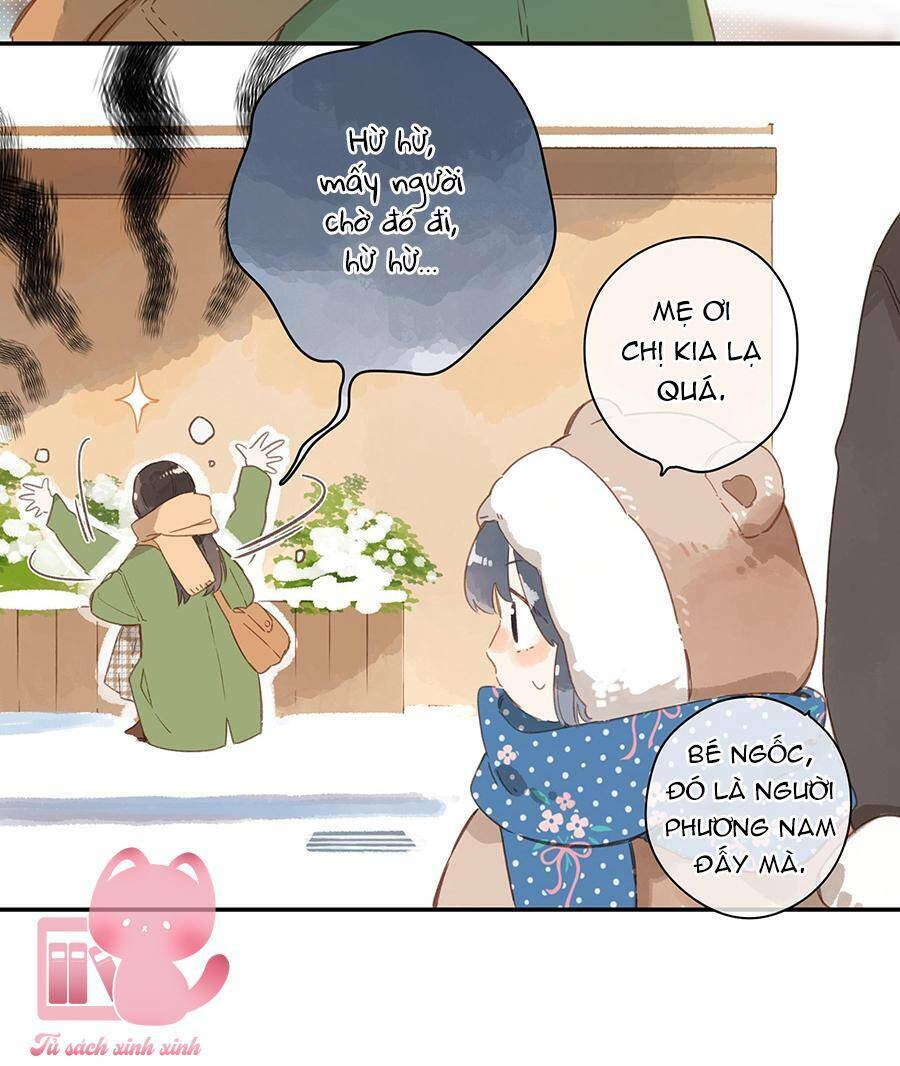 Hừ hừ,
mấy người
chờ đó đi,
hừ hừ...
MẸ ƠI
CHỊ KIA LẠ
QUÁ.
BÉ NGỐC,
ĐÓ LÀ NGƯỜI
PHƯƠNG NAM
ĐẤY MÀ.
Tủ sách xinh xinh